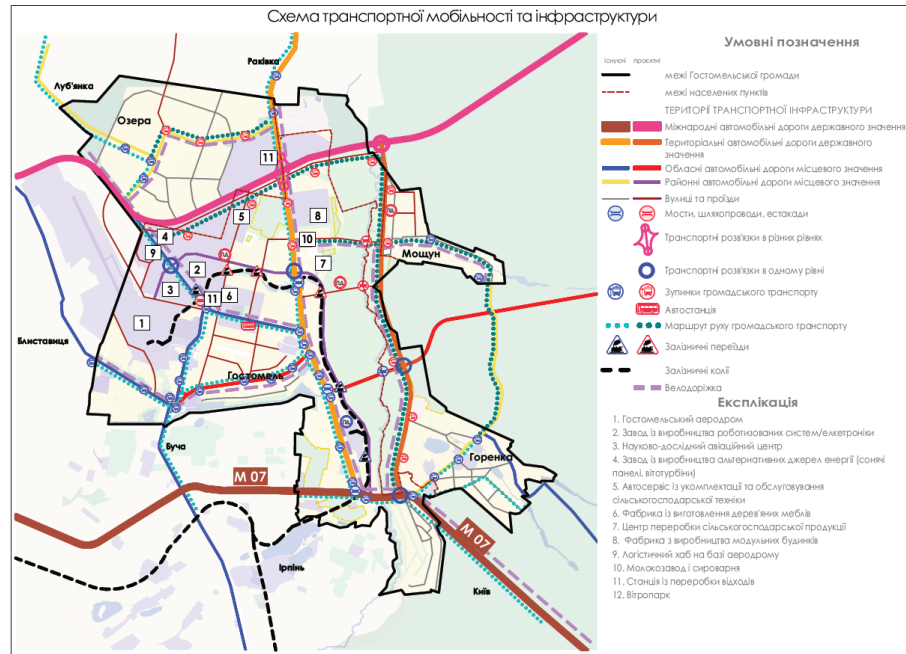 Схема транспортної мобільності та інфраструктури
Умовні позначення
існуючі проєктні
межі Гостомельської громади
межі населених пунктів
ТЕРИТОРІЇ ТРАНСПОРТНОЇ ІНФРАСТРУКТУРИ
Міжнародні автомобільні дороги державного значення
Територіальні автомобільні дороги державного
значення
Обласні автомобільні дороги місцевого значення
Районні автомобільні дороги місцевого значення
Вулиці та проїзди
Мости, шляхопроводи, естакади
Транспортні розв'язки в різних рівнях
Транспортні розв'язки в одному рівні
Зупинки громадського транспорту
Автостанція
Маршрут руху громадського транспорту
Залізничні переїзди
Залізничні колії
Велодоріжка
Експлікація
1. Гостомельський аеродром
2. Завод із виробництва роботизованих систем/елктроніки
3. Науково-дослідний авіаційний центр
4. Завод із виробництва альтернативних джерел енергії (сонячі
панелі, вітотурбіни)
5. Автосервіс із укомплектації та обслуговування
сільськогосподарської техніки
6. Фабрика із виготовлення дерев'яних меблів
7. Центр переробки сільськогосподарської продукції
8. Фабрика з виробництва модульних будинків
9. Логістичний хаб на базі аеродрому
10. Молокозавод і сироварня
11. Станція із переробки відходів
12. Вітропарк
Раківка
Луб'янка
Озера
11
5
8
4
10
9
7
Мощун
2
3
11
6
1
Блиставиця
Гостомель
Буча
Горенка
М 07
М 07
Ірпінь
Київ